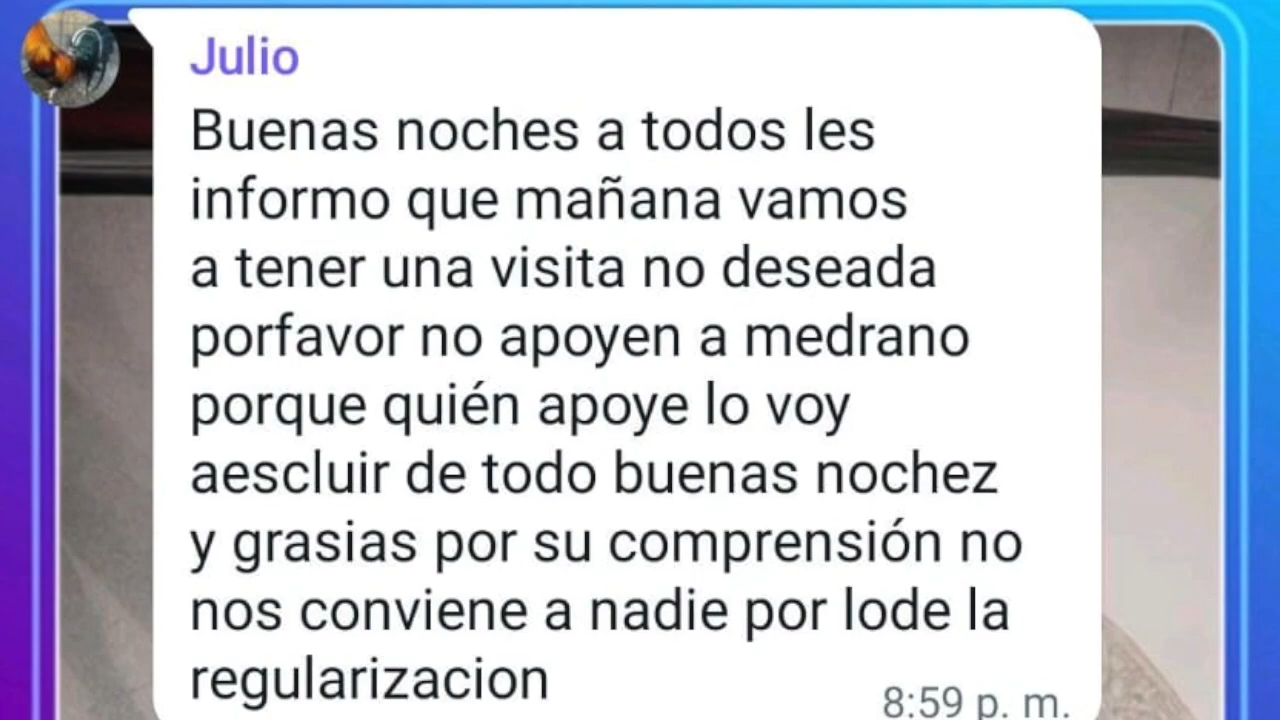 Julio
Buenas noches a todos les
informo que mañana vamos
a tener una visita no deseada
porfavor no apoyen a medrano
porque quién apoye lo voy
aescluir de todo buenas nochez
y grasias por su comprensión no
nos conviene a nadie por lode la
regularizacion
8:59 p. m.